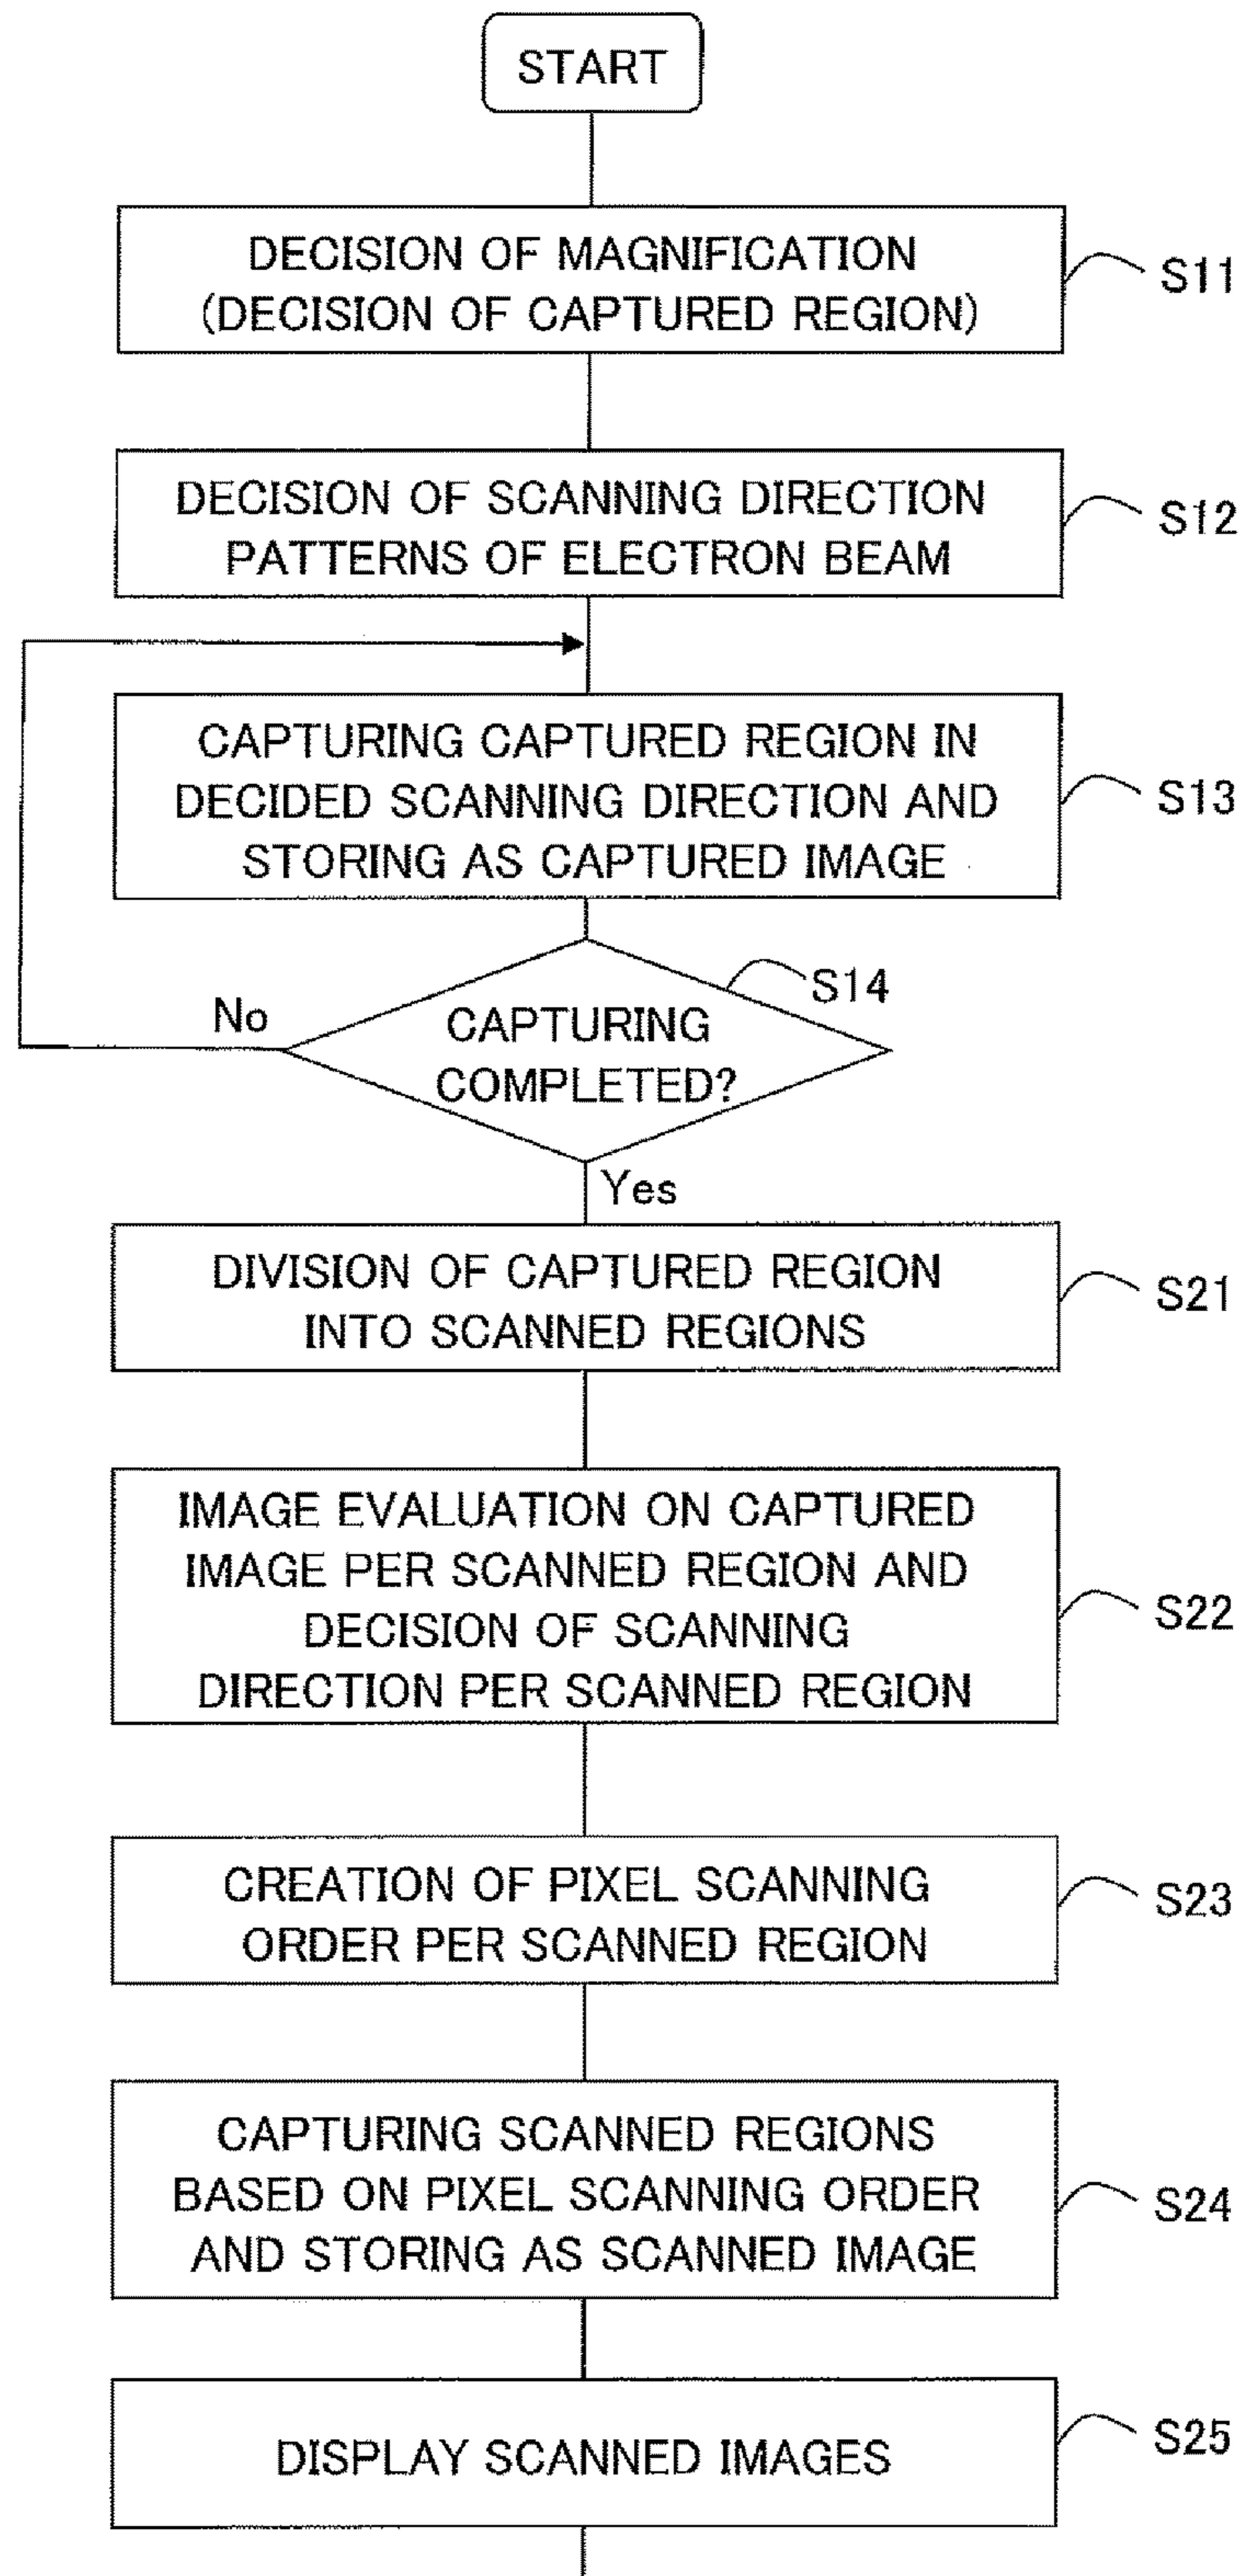 START
DECISION OF MAGNIFICATION
(DECISION OF CAPTURED REGION)
S11
DECISION OF SCANNING DIRECTION
PATTERNS OF ELECTRON BEAM
S12
CAPTURING CAPTURED REGION IN
DECIDED SCANNING DIRECTION AND
STORING AS CAPTURED IMAGE
S13
S14
No
CAPTURING
COMPLETED?
Yes
DIVISION OF CAPTURED REGION
INTO SCANNED REGIONS
S21
IMAGE EVALUATION ON CAPTURED
IMAGE PER SCANNED REGION AND
DECISION OF SCANNING
DIRECTION PER SCANNED REGION
S22
CREATION OF PIXEL SCANNING
ORDER PER SCANNED REGION
S23
CAPTURING SCANNED REGIONS
BASED ON PIXEL SCANNING ORDER
AND STORING AS SCANNED IMAGE
S24
DISPLAY SCANNED IMAGES
S25